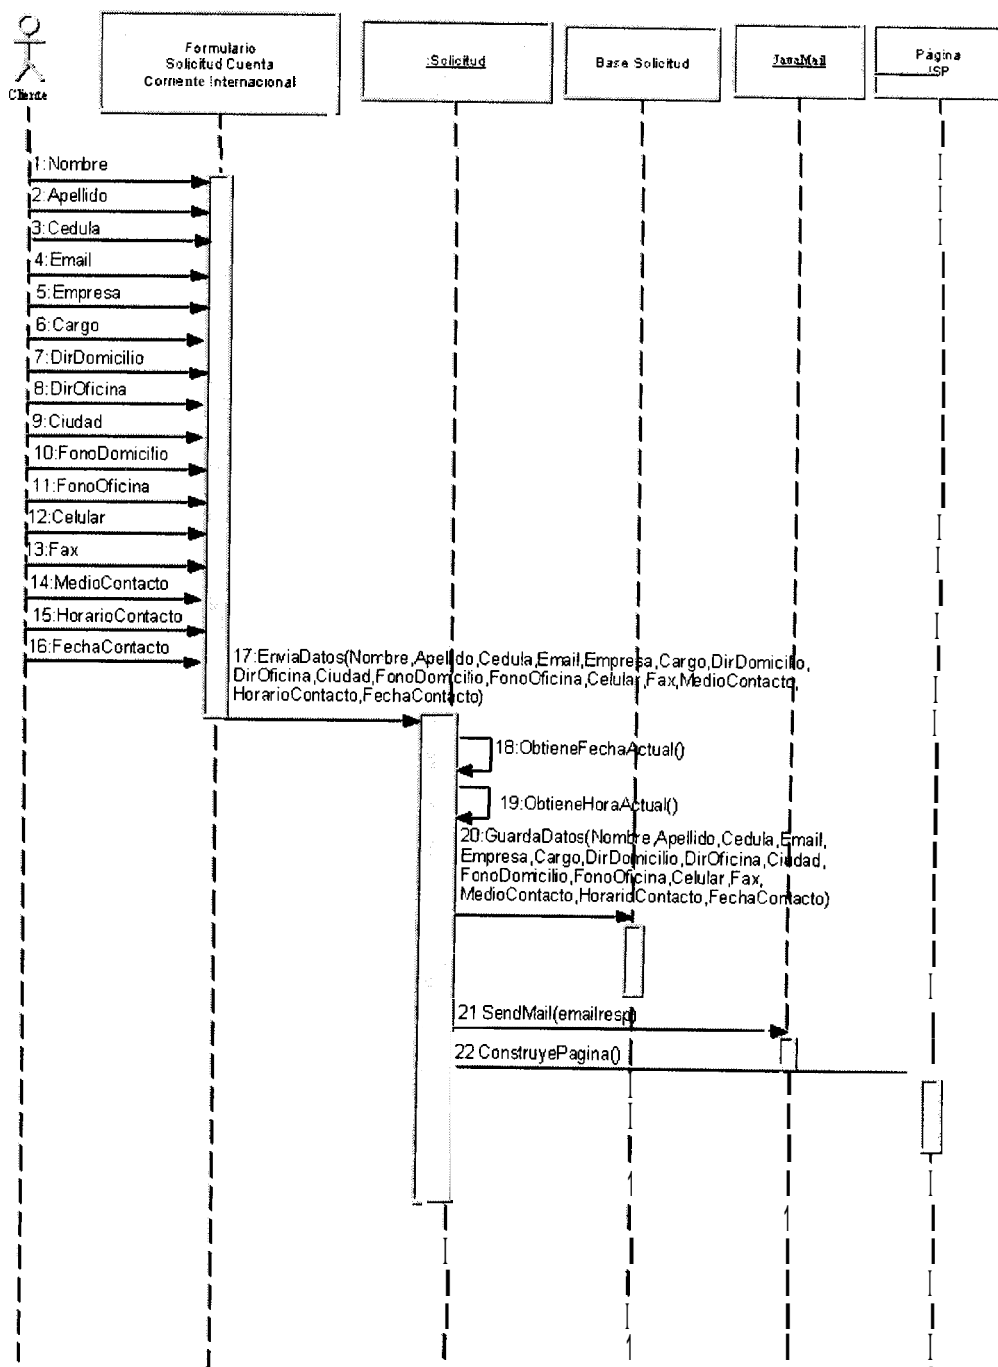 Cliente
Formulario
Solicitud Cuenta
Corriente Internacional
:Solicitud
Base Solicitud
JavaMail
Página
JSP
1:Nombre
2:Apellido
3:Cedula
4:Email
5:Empresa
6:Cargo
7:DirDomicilio
8:DirOficina
9:Ciudad
10:FonoDomicilio
11:FonoOficina
12:Celular
13:Fax
14:MedioContacto
15:HorarioContacto
16:FechaContacto
17:EnviaDatos(Nombre,Apellido,Cedula,Email,Empresa,Cargo,DirDomicilio,
DirOficina,Ciudad,FonoDomicilio,FonoOficina,Celular,Fax,MedioContacto,
HorarioContacto,FechaContacto)
18:ObtieneFechaActual()
19:ObtieneHoraActual()
20:GuardaDatos(Nombre,Apellido,Cedula,Email,
Empresa,Cargo,DirDomicilio,DirOficina,Ciudad,
FonoDomicilio,FonoOficina,Celular,Fax,
MedioContacto,HorarioContacto,FechaContacto)
21 SendMail(emailresp)
22 ConstruyePagina()